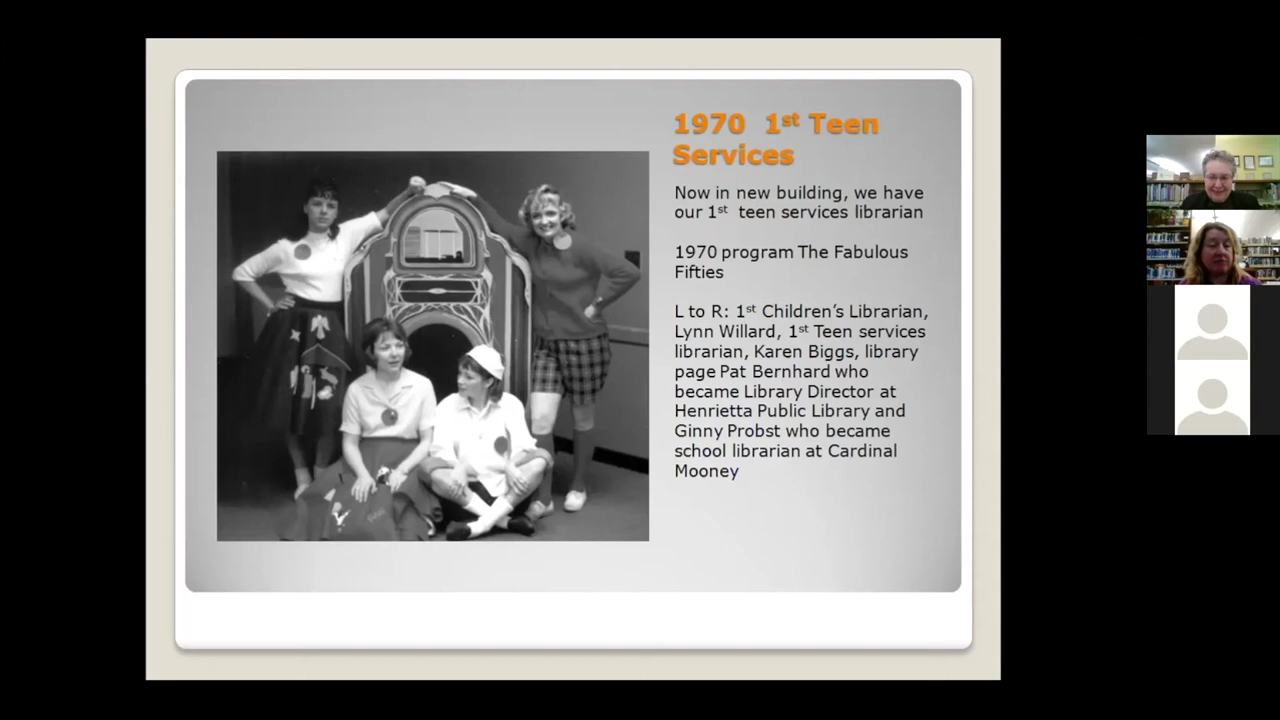 1970 1st Teen
Services
Now in new building, we have
our 1st teen services librarian
1970 program The Fabulous
Fifties
L to R: 1st Children’s Librarian,
Lynn Willard, 1st Teen services
librarian, Karen Biggs, library
page Pat Bernhard who
became Library Director at
Henrietta Public Library and
Ginny Probst who became
school librarian at Cardinal
Mooney